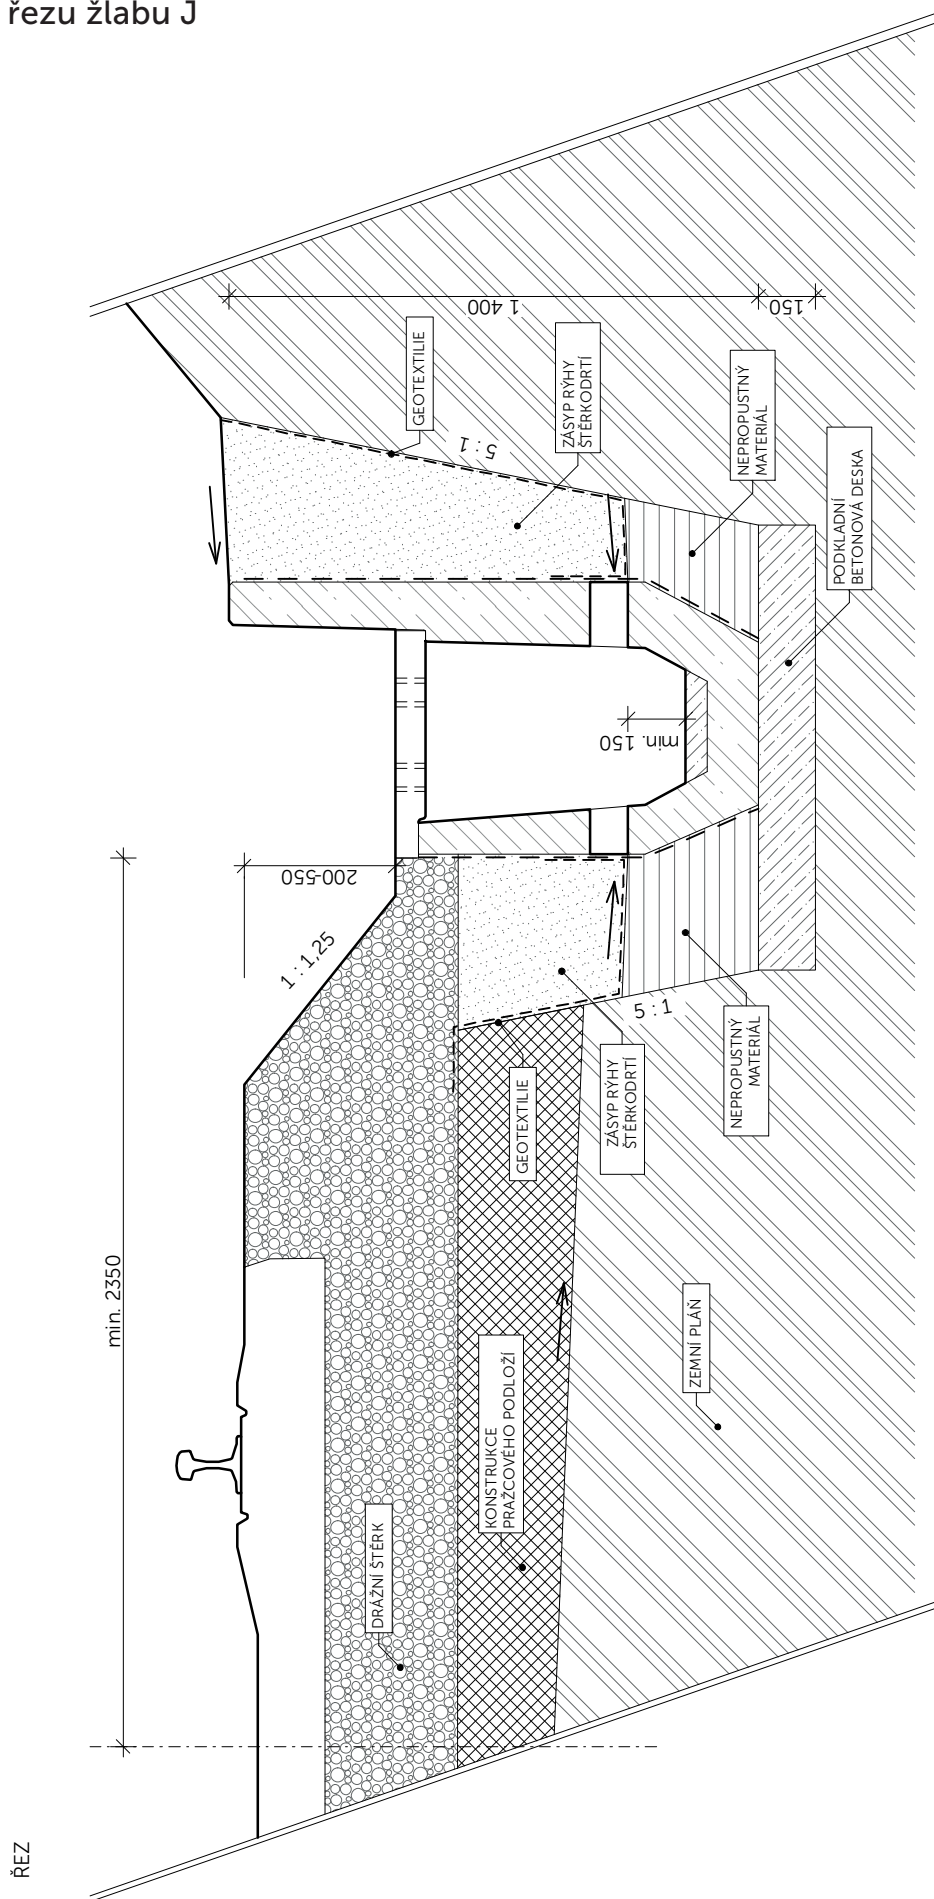 řezu žlabu J
1 400
150
GEOTEXTILIE
5 : 1
ZÁSYP RÝHY
ŠTĚRKODRTÍ
NEPROPUSTNÝ
MATERIÁL
PODKLADNÍ
BETONOVÁ DESKA
min. 150
200-550
1 : 1,25
5 : 1
GEOTEXTILIE
ZÁSYP RÝHY
ŠTĚRKODRTÍ
NEPROPUSTNÝ
MATERIÁL
min. 2350
ZEMNÍ PLÁŇ
KONSTRUKCE
PRAŽCOVÉHO PODLOŽÍ
DRÁŽNÍ ŠTĚRK
ŘEZ